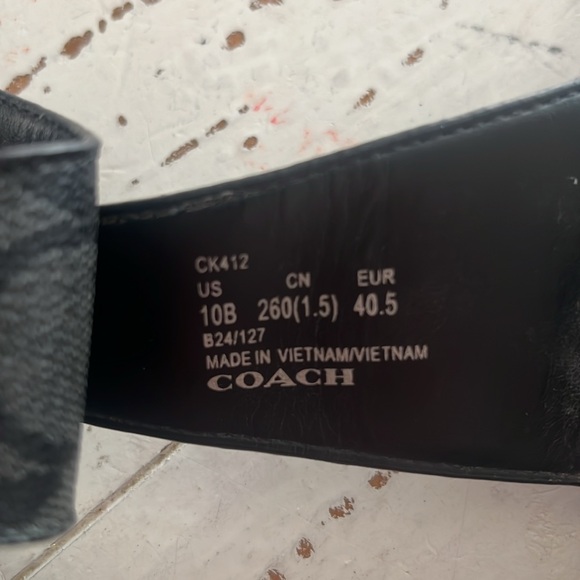 CK412
US CN EUR
10B 260(1.5) 40.5
B24/127
MADE IN VIETNAM/VIETNAM
COACH